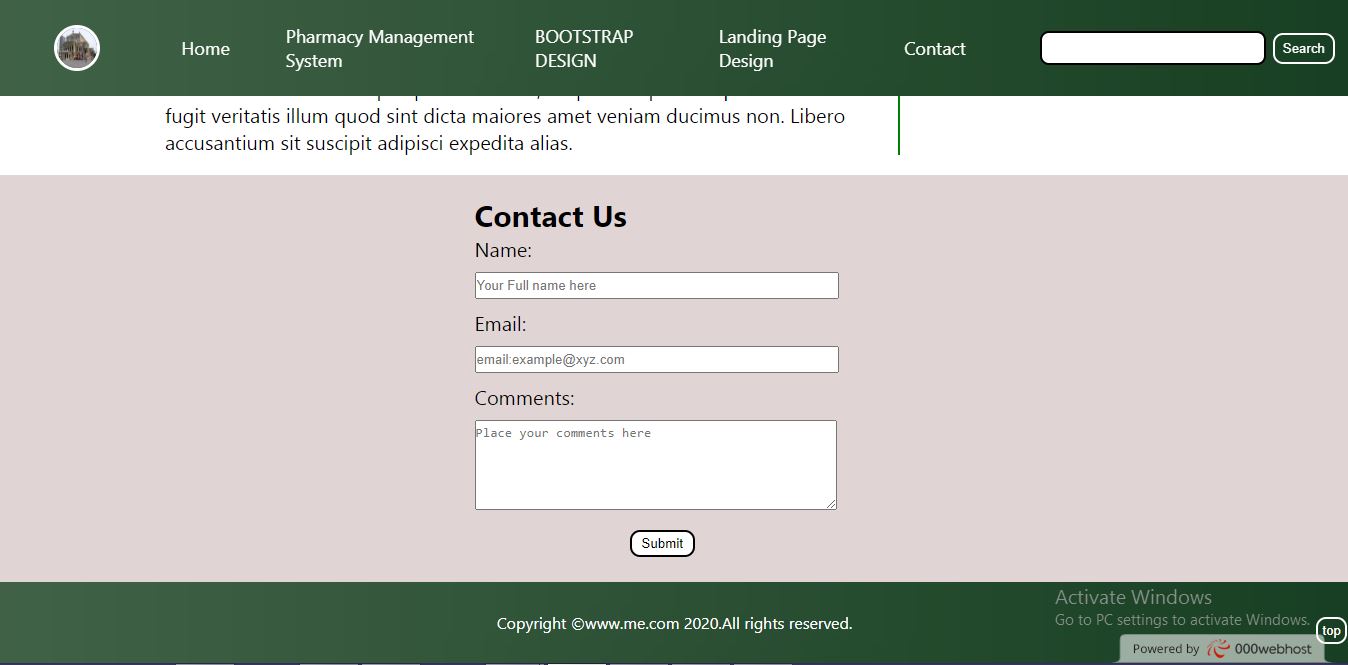 Home
Pharmacy Management
System
BOOTSTRAP
DESIGN
Landing Page
Design
Contact
Search
fugit veritatis illum quod sint dicta maiores amet veniam ducimus non. Libero
accusantium sit suscipit adipisci expedita alias.
Contact Us
Name:
Your Full name here
Email:
email:example@xyz.com
Comments:
Place your comments here
Submit
Copyright ©www.me.com 2020.All rights reserved.
Activate Windows
Go to PC settings to activate Windows.
top
Powered by 000webhost